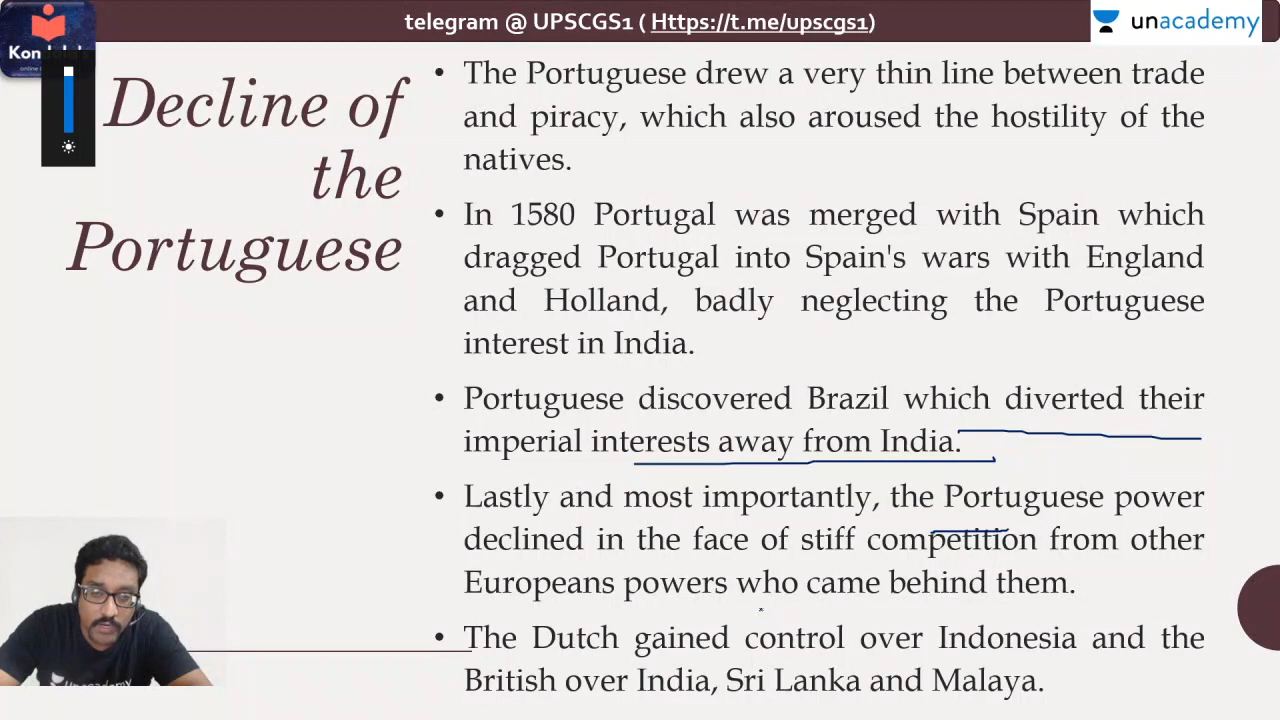 telegram @ UPSCGS1 ( Https://t.me/upscgs1)
unacademy
Decline of
the
Portuguese
• The Portuguese drew a very thin line between trade
and piracy, which also aroused the hostility of the
natives.
• In 1580 Portugal was merged with Spain which
dragged Portugal into Spain's wars with England
and Holland, badly neglecting the Portuguese
interest in India.
• Portuguese discovered Brazil which diverted their
imperial interests away from India.
• Lastly and most importantly, the Portuguese power
declined in the face of stiff competition from other
Europeans powers who came behind them.
• The Dutch gained control over Indonesia and the
British over India, Sri Lanka and Malaya.